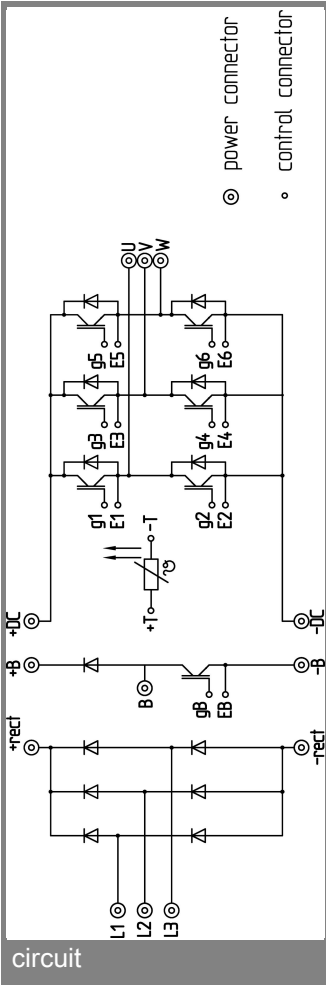 power connector
control connector
U
V
W
g5
E5
g6
E6
g3
E3
g4
E4
g1
E1
g2
E2
+T
-T
ϑ
+DC
-DC
+B
B
gB
EB
-B
+rect
-rect
L1
L2
L3
circuit